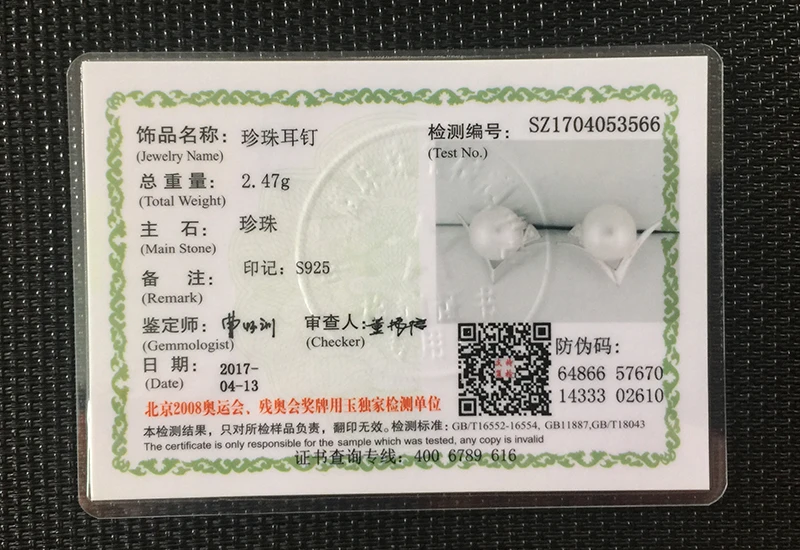 饰品名称：珍珠耳钉
(Jewelry Name)
检测编号：SZ1704053566
(Test No.)
总重量：2.47g
(Total Weight)
主石：珍珠
(Main Stone)
备注：印记：S925
(Remark)
鉴定师：
(Gemmologist)
审查人：
(Checker)
日期：2017-
(Date) 04-13
防伪码：
64866 57670
14333 02610
北京2008奥运会、残奥会奖牌用玉独家检测单位
本检测结果，只对所检样品负责，翻印无效。检测标准：GB/T16552-16554, GB11887,GB/T18043
The certificate is only responsible for the sample which was tested, any copy is invalid
证书查询专线：400 6789 616